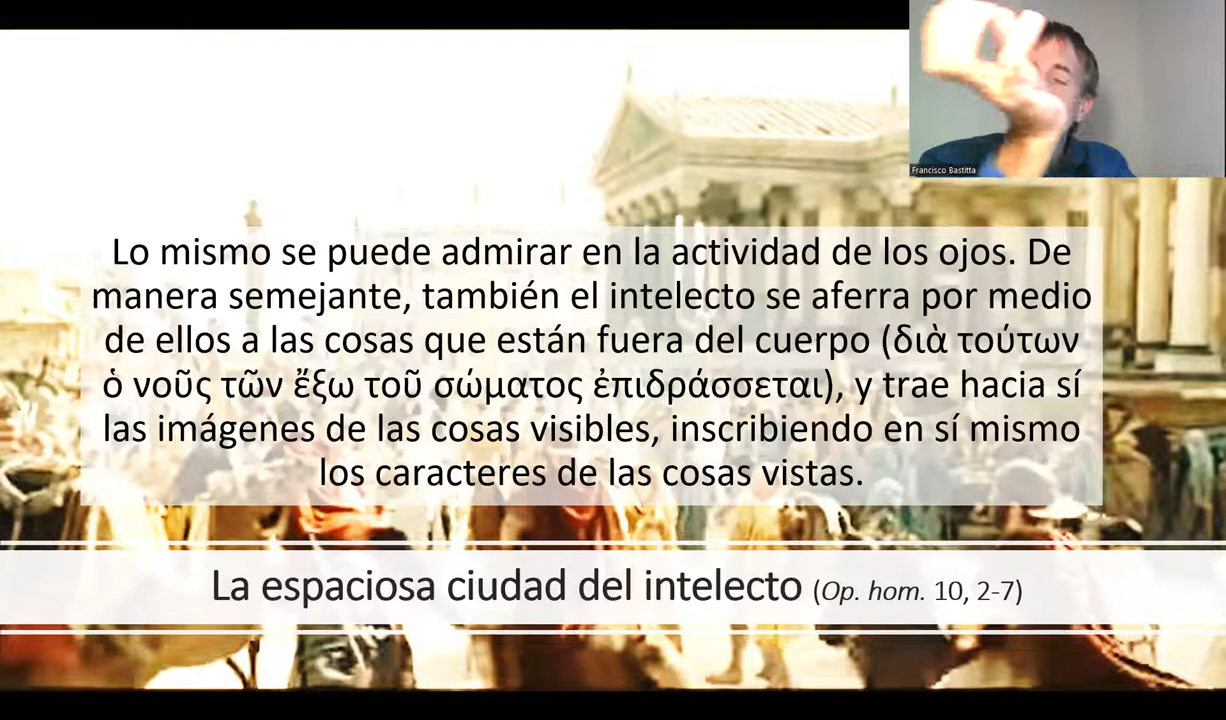 Francisco Bastitta
Lo mismo se puede admirar en la actividad de los ojos. De
manera semejante, también el intelecto se aferra por medio
de ellos a las cosas que están fuera del cuerpo (διὰ τούτων
ὁ νοῦς τῶν ἔξω τοῦ σώματος ἐπιδράσσεται), y trae hacia sí
las imágenes de las cosas visibles, inscribiendo en sí mismo
los caracteres de las cosas vistas.
La espaciosa ciudad del intelecto (Op. hom. 10, 2-7)